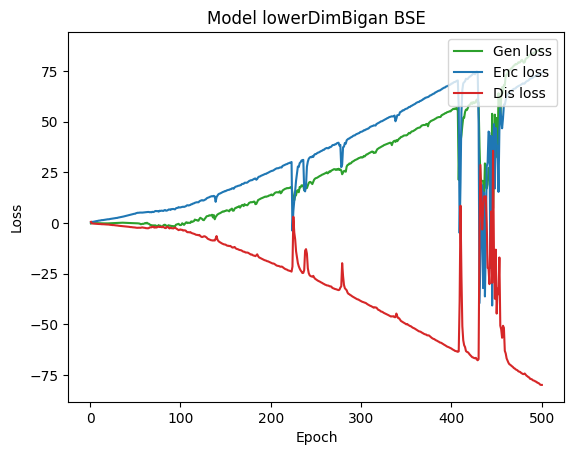 Model lowerDimBigan BSE
Gen loss
Enc loss
Dis loss
75
50
25
0
−25
−50
−75
Loss
0 100 200 300 400 500
Epoch